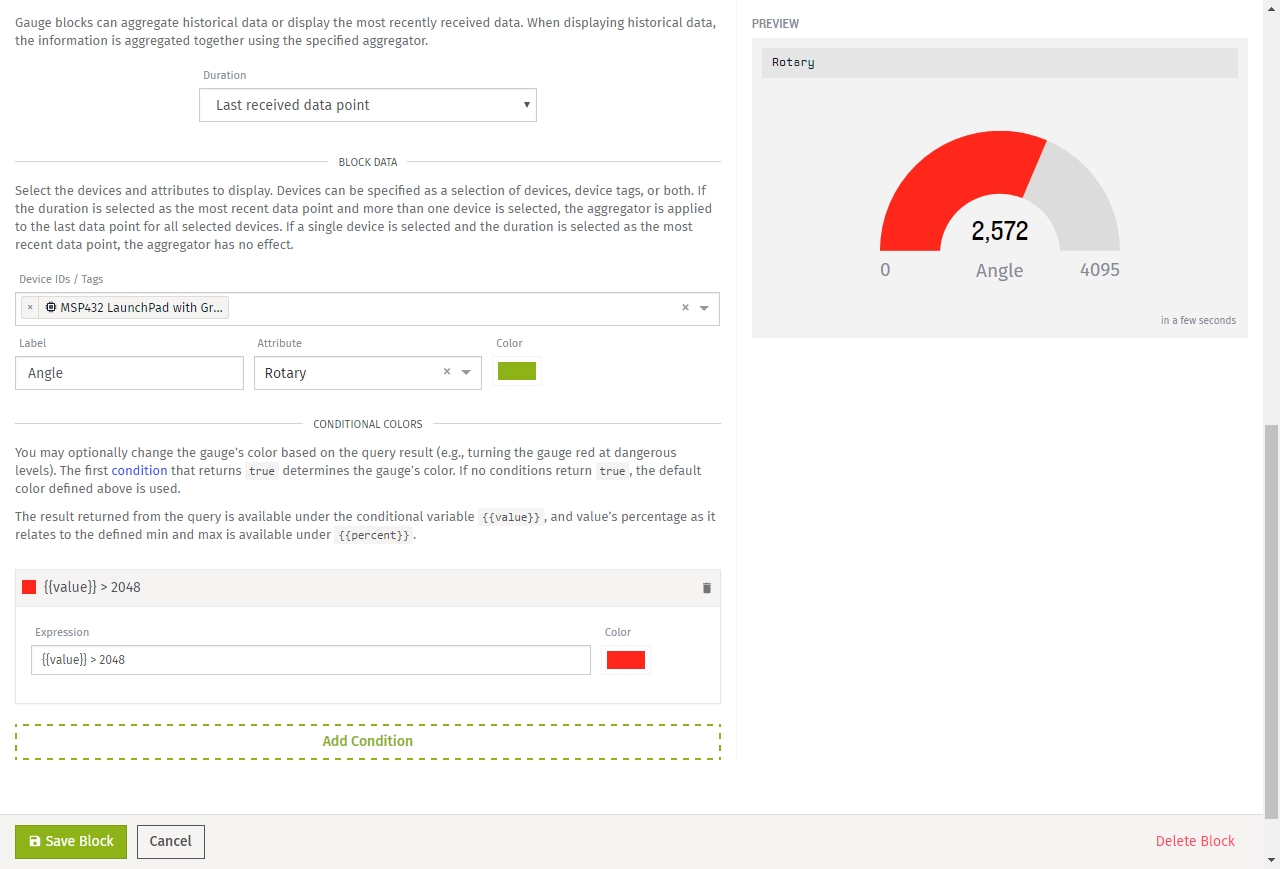 Gauge blocks can aggregate historical data or display the most recently received data. When displaying historical data,
the information is aggregated together using the specified aggregator.
Duration
Last received data point
BLOCK DATA
Select the devices and attributes to display. Devices can be specified as a selection of devices, device tags, or both. If
the duration is selected as the most recent data point and more than one device is selected, the aggregator is applied
to the last data point for all selected devices. If a single device is selected and the duration is selected as the most
recent data point, the aggregator has no effect.
Device IDs / Tags
× MSP432 LaunchPad with Gr... ×
Label Attribute Color
Angle Rotary ×
CONDITIONAL COLORS
You may optionally change the gauge's color based on the query result (e.g., turning the gauge red at dangerous
levels). The first condition that returns true determines the gauge's color. If no conditions return true, the default
color defined above is used.
The result returned from the query is available under the conditional variable {{value}}, and value's percentage as it
relates to the defined min and max is available under {{percent}}.
{{value}} > 2048
Expression Color
{{value}} > 2048
Add Condition
PREVIEW
Rotary
2,572
0 Angle 4095
in a few seconds
Save Block Cancel Delete Block